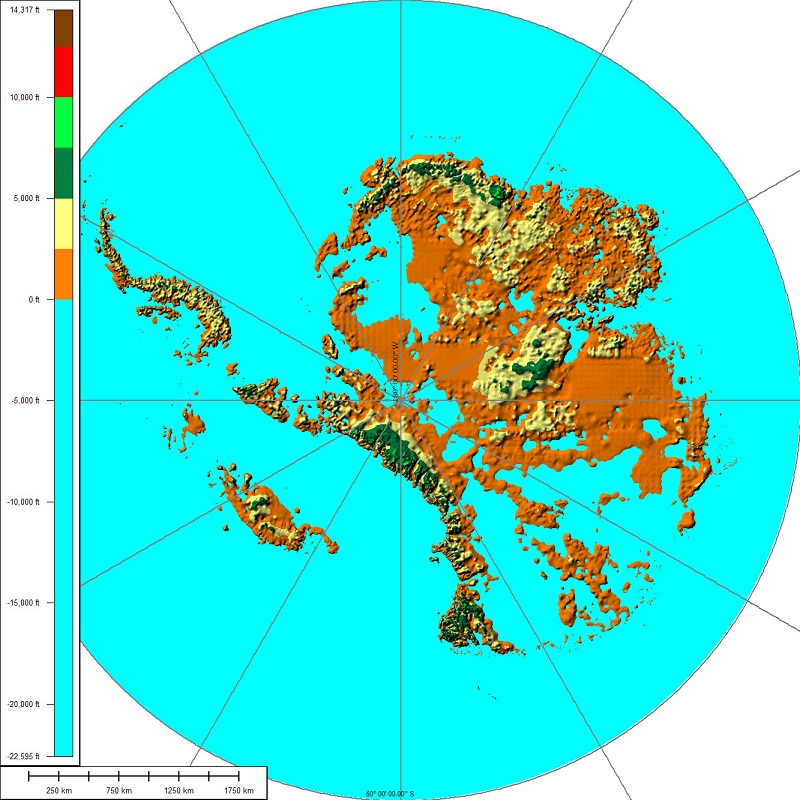 14,317 ft
10,000 ft
5,000 ft
0 ft
-5,000 ft
-10,000 ft
-15,000 ft
-20,000 ft
-22,595 ft
250 km 750 km 1250 km 1750 km
60° 00' 00.00" S